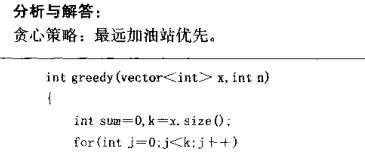 分析与解答:
贪心策略:最远加油站优先。
int greedy(vector<int> x,int n)
{
int sum=0,k=x.size();
for(int j=0;j<k;j++)